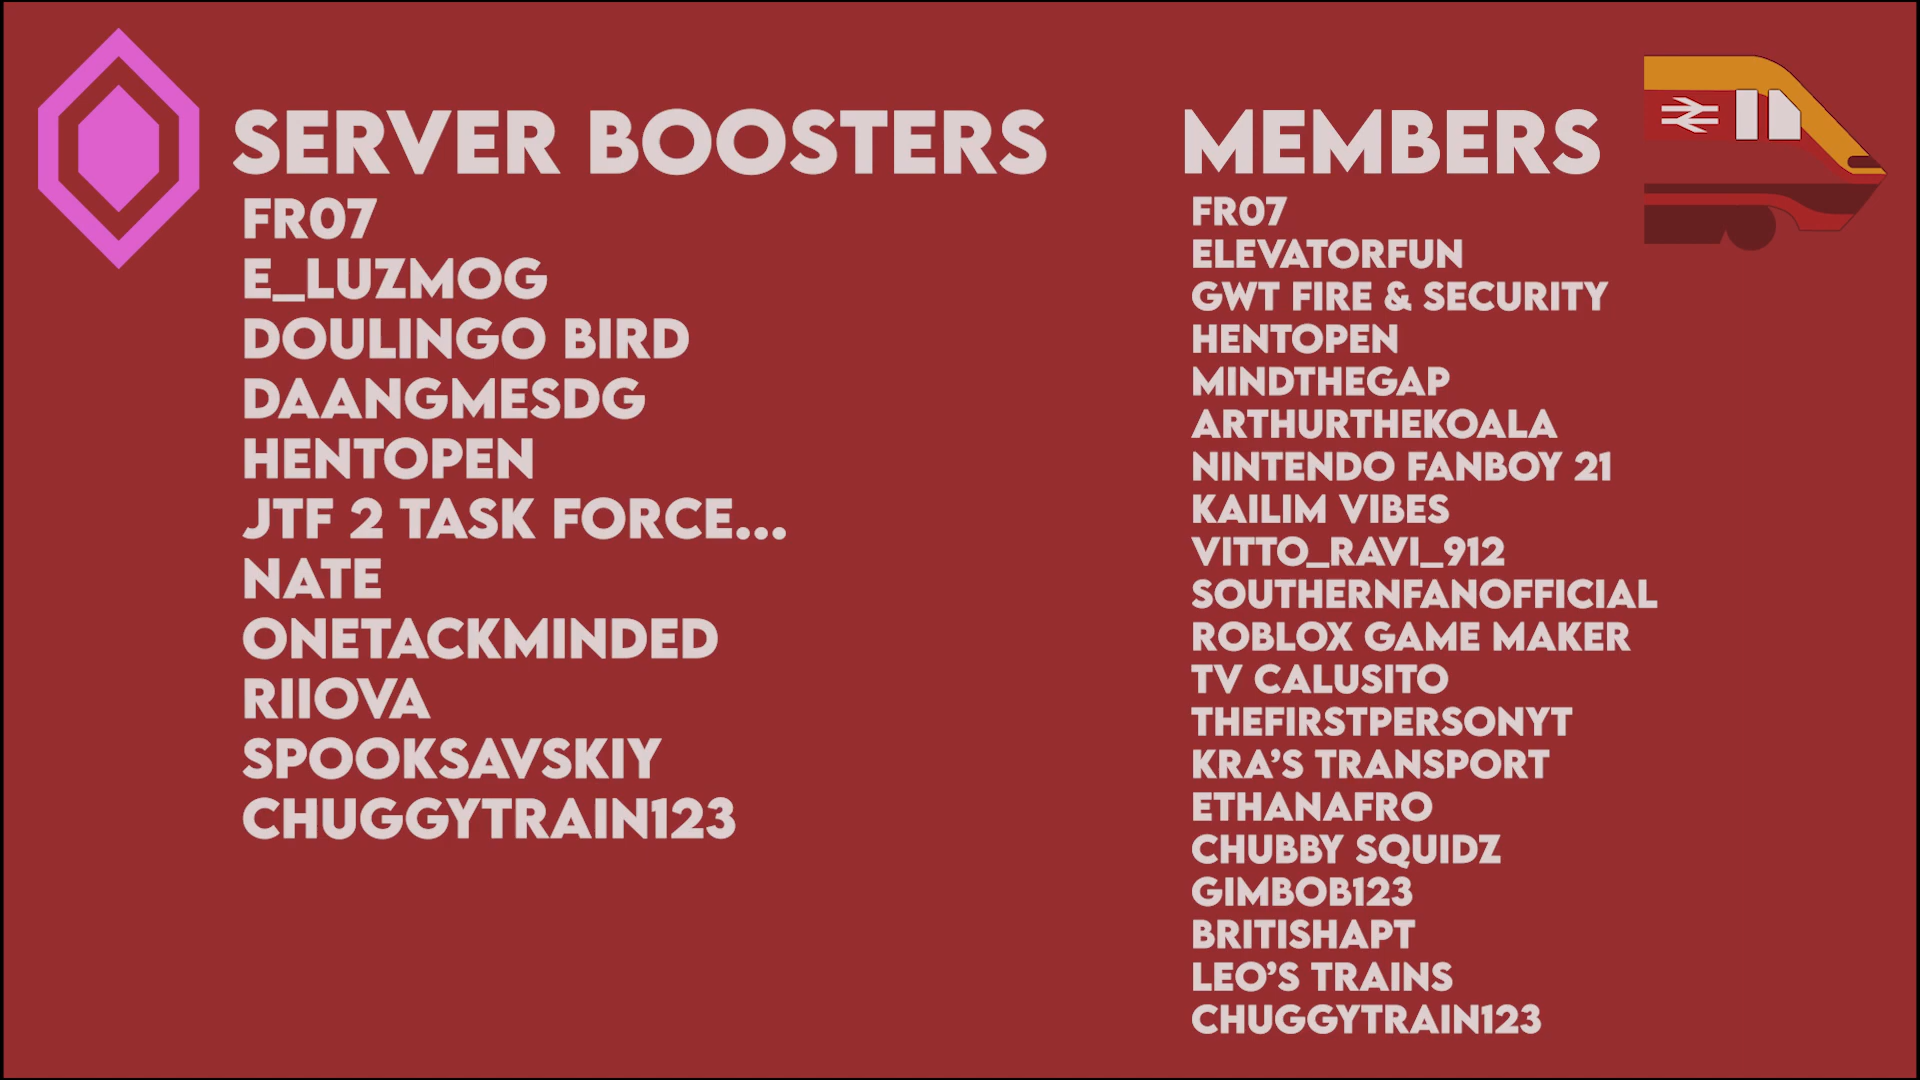 SERVER BOOSTERS
FR07
E_LUZMOG
DOULINGO BIRD
DAANGMESDG
HENTOPEN
JTF 2 TASK FORCE...
NATE
ONETACKMINDED
RIIOVA
SPOOKSAVSKIY
CHUGGYTRAIN123
MEMBERS
FR07
ELEVATORFUN
GWT FIRE & SECURITY
HENTOPEN
MINDTHEGAP
ARTHURTHEKOALA
NINTENDO FANBOY 21
KAILIM VIBES
VITTO_RAVI_912
SOUTHERNFANOFFICIAL
ROBLOX GAME MAKER
TV CALUSITO
THEFIRSTPERSONYT
KRA’S TRANSPORT
ETHANAFRO
CHUBBY SQUIDZ
GIMBOB123
BRITISHAPT
LEO’S TRAINS
CHUGGYTRAIN123